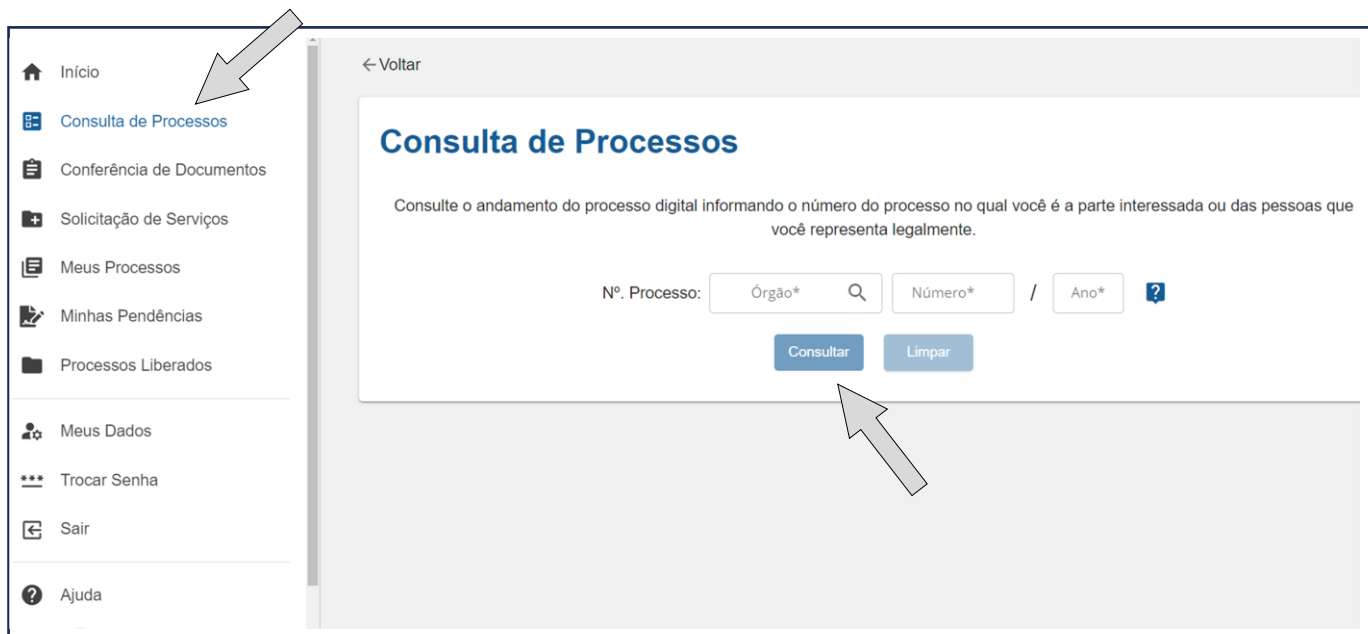 Início
Consulta de Processos
Conferência de Documentos
Solicitação de Serviços
Meus Processos
Minhas Pendências
Processos Liberados
Meus Dados
*** Trocar Senha
Sair
? Ajuda
←Voltar
Consulta de Processos
Consulte o andamento do processo digital informando o número do processo no qual você é a parte interessada ou das pessoas que
você representa legalmente.
Nº. Processo: Órgão* Número* / Ano* ?
Consultar Limpar